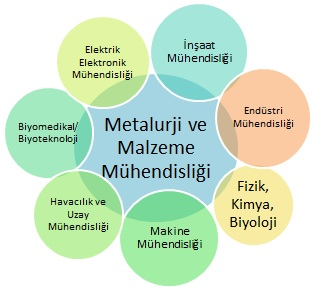 İnşaat
Mühendisliği
Elektrik
Elektronik
Mühendisliği
Endüstri
Mühendisliği
Metalurji ve
Malzeme
Mühendisliği
Biyomedikal/
Biyoteknoloji
Fizik,
Kimya,
Biyoloji
Havacılık ve
Uzay
Mühendisliği
Makine
Mühendisliği